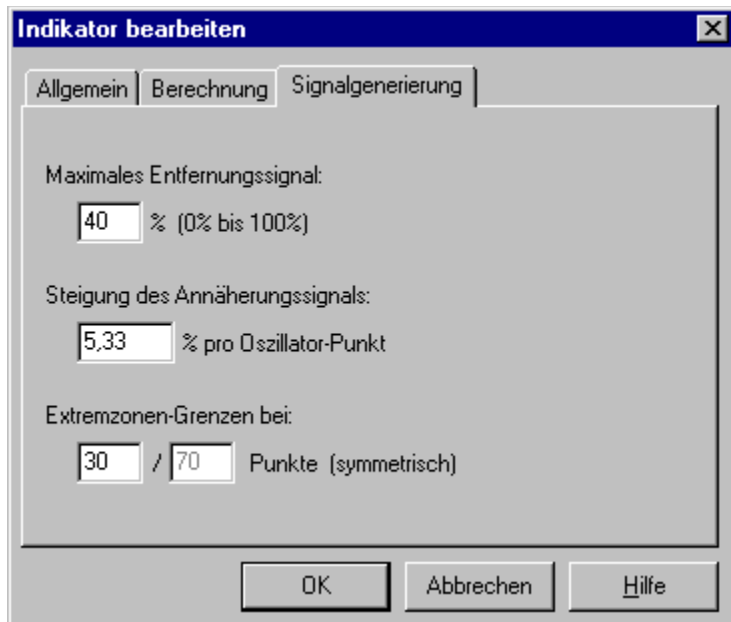 Indikator bearbeiten
Allgemein Berechnung Signalgenerierung
Maximales Entfernungssignal:
40 % (0% bis 100%)
Steigung des Annäherungssignals:
5,33 % pro Oszillator-Punkt
Extremzonen-Grenzen bei:
30 / 70 Punkte (symmetrisch)
OK Abbrechen Hilfe